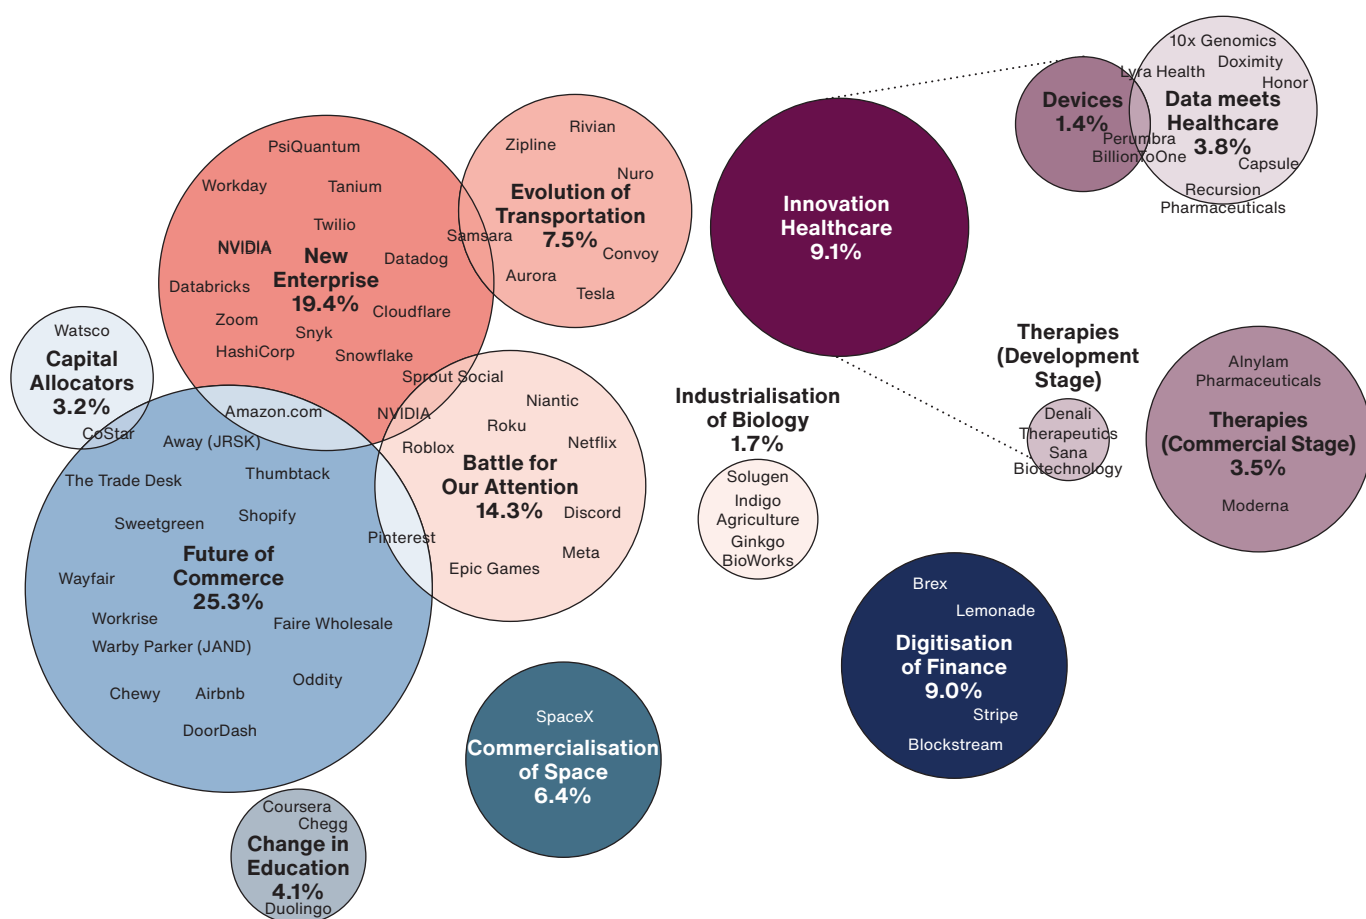 PsiQuantum
Workday
Tanium
Twilio
NVIDIA
New
Enterprise
19.4%
Datadog
Databricks
Zoom
Cloudflare
Snyk
HashiCorp
Snowflake
Samsara
Sprout Social
NVIDIA
Amazon.com
Rivian
Zipline
Nuro
Evolution of
Transportation
7.5%
Convoy
Aurora
Tesla
Watsco
Capital
Allocators
3.2%
CoStar
Away (JRSK)
The Trade Desk
Thumbtack
Sweetgreen
Shopify
Future of
Commerce
25.3%
Wayfair
Workrise
Faire Wholesale
Warby Parker (JAND)
Chewy
Airbnb
Oddity
DoorDash
Pinterest
Niantic
Roku
Roblox
Netflix
Battle for
Our Attention
14.3%
Discord
Meta
Epic Games
Coursera
Chegg
Change in
Education
4.1%
Duolingo
SpaceX
Commercialisation
of Space
6.4%
Industrialisation
of Biology
1.7%
Solugen
Indigo
Agriculture
Ginkgo
BioWorks
Brex
Lemonade
Digitisation
of Finance
9.0%
Stripe
Blockstream
Innovation
Healthcare
9.1%
Devices
1.4%
Lyra Health
Perumbra
BillionToOne
10x Genomics
Doximity
Honor
Data meets
Healthcare
3.8%
Capsule
Recursion
Pharmaceuticals
Therapies
(Development
Stage)
Denali
Therapeutics
Sana
Biotechnology
Alnylam
Pharmaceuticals
Therapies
(Commercial Stage)
3.5%
Moderna